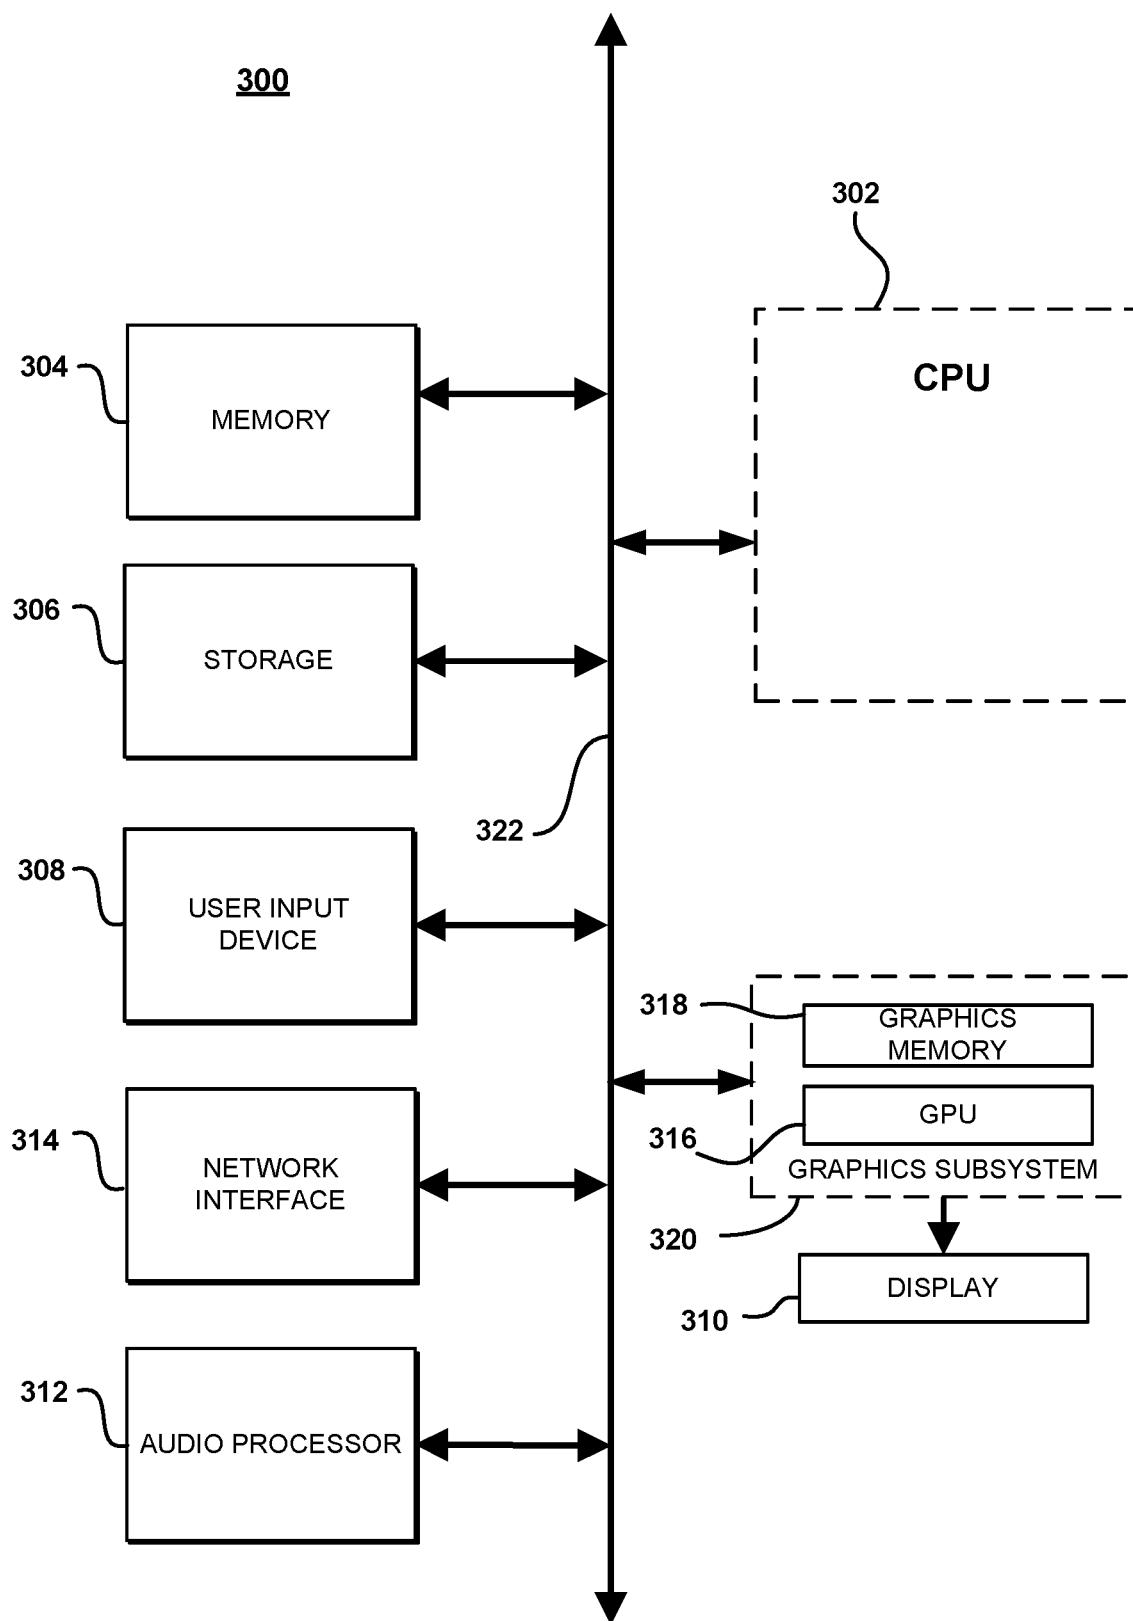 300
302
CPU
304
MEMORY
306
STORAGE
322
308
USER INPUT
DEVICE
318
GRAPHICS
MEMORY
316
GPU
GRAPHICS SUBSYSTEM
320
314
NETWORK
INTERFACE
DISPLAY
310
312
AUDIO PROCESSOR